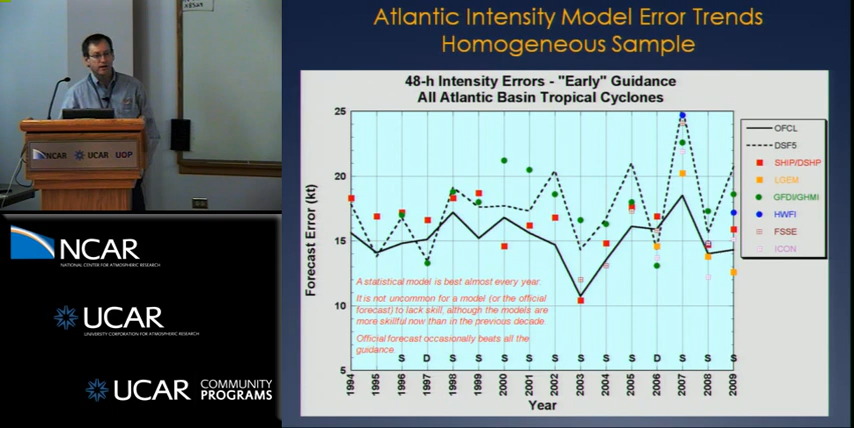 Atlantic Intensity Model Error Trends
Homogeneous Sample
48-h Intensity Errors - "Early" Guidance
All Atlantic Basin Tropical Cyclones
Forecast Error (kt)
25
20
15
10
5
OFCL
DSF5
SHIP/DSHP
LGEM
GFDI/GHMI
HWFI
FSSE
ICON
A statistical model is best almost every year.
It is not uncommon for a model (or the official
forecast) to lack skill, although the models are
more skillful now than in the previous decade
Official forecast occasionally beats all the
guidance.
S D S S S S S S S S D S S S
1994 1995 1996 1997 1998 1999 2000 2001 2002 2003 2004 2005 2006 2007 2008 2009
Year
NCAR UCAR UOP
NCAR
NATIONAL CENTER FOR ATMOSPHERIC RESEARCH
UCAR
UNIVERSITY CORPORATION FOR ATMOSPHERIC RESEARCH
UCAR COMMUNITY
PROGRAMS